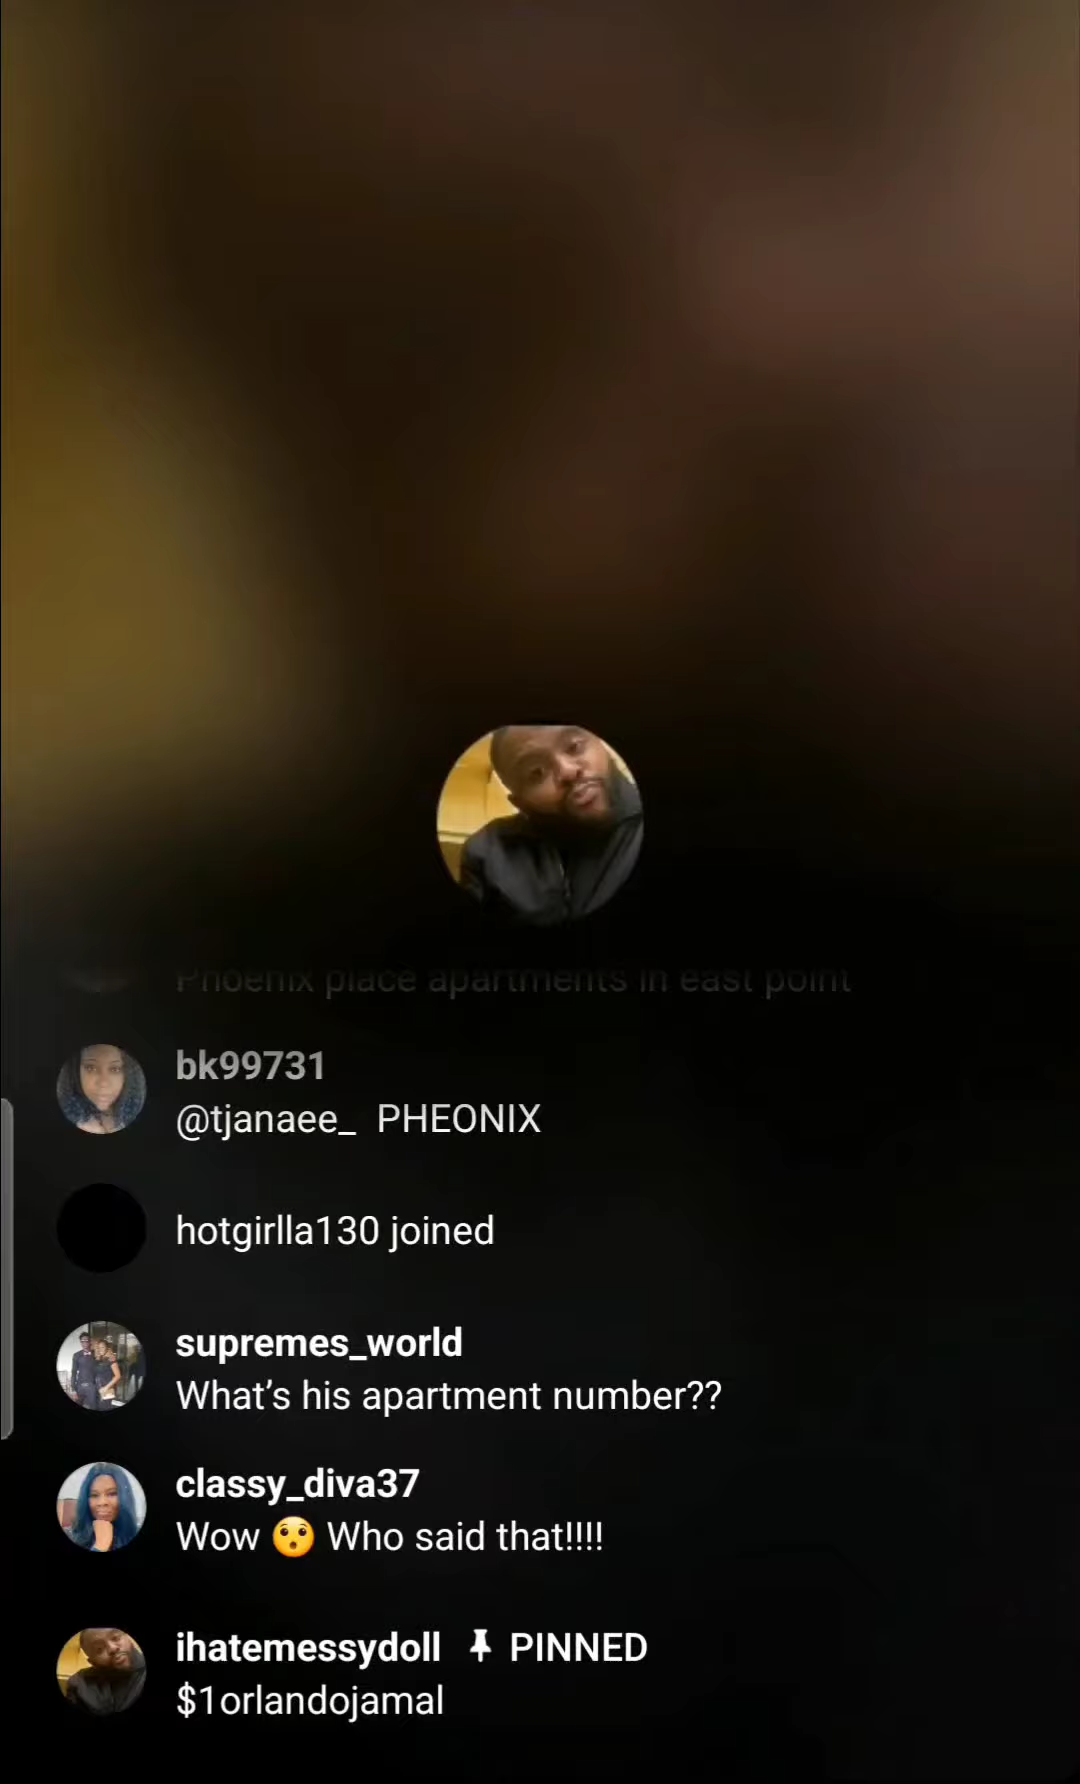 Phoenix place apartments in east point
bk99731
@tjanaee_ PHEONIX
hotgirlla130 joined
supremes_world
What's his apartment number??
classy_diva37
Wow 😯 Who said that!!!!
ihatemessydoll 📌 PINNED
$1orlandojamal